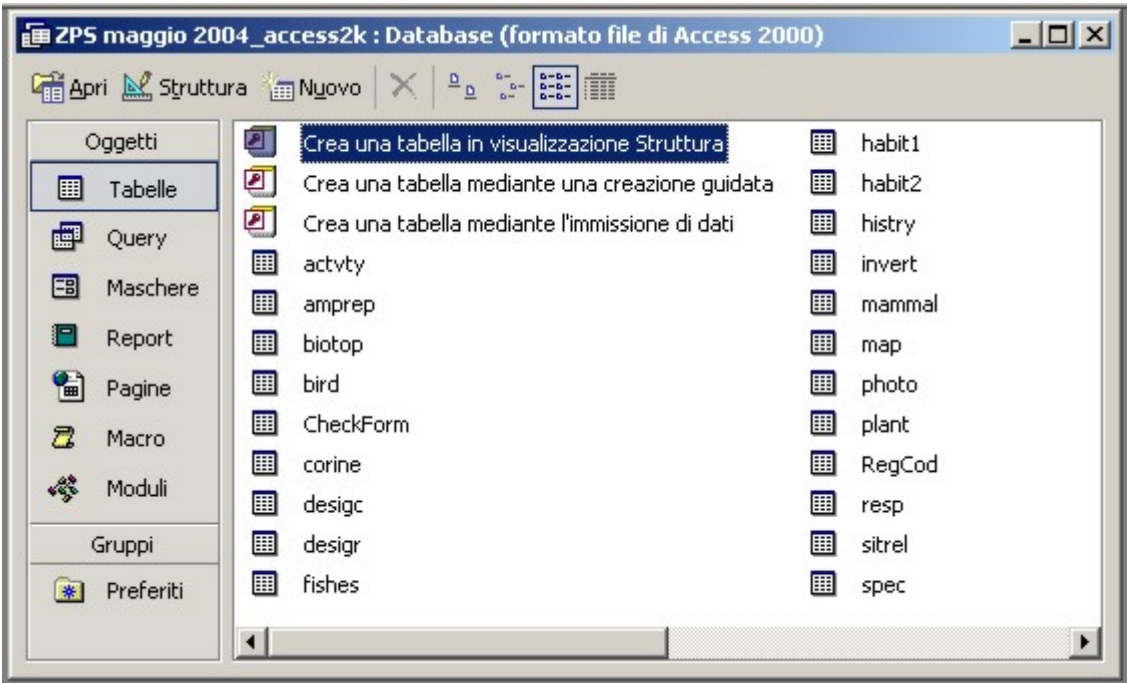 ZPS maggio 2004_access2k : Database (formato file di Access 2000)
Apri Struttura Nuovo
Oggetti
Tabelle
Query
Maschere
Report
Pagine
Macro
Moduli
Gruppi
Preferiti
Crea una tabella in visualizzazione Struttura
Crea una tabella mediante una creazione guidata
Crea una tabella mediante l'immissione di dati
actvty
amprep
biotop
bird
CheckForm
corine
desigc
desigr
fishes
habit1
habit2
histry
invert
mammal
map
photo
plant
RegCod
resp
sitrel
spec